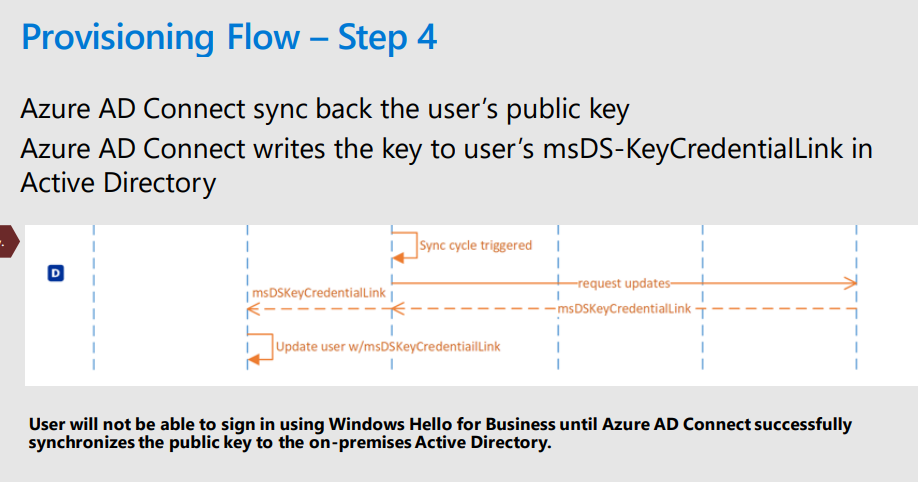 Provisioning Flow – Step 4
Azure AD Connect sync back the user's public key
Azure AD Connect writes the key to user's msDS-KeyCredentialLink in
Active Directory
Sync cycle triggered
D
request updates
msDSKeyCredentialLink
msDSKeyCredentialLink
Update user w/msDSKeyCredentiailLink
User will not be able to sign in using Windows Hello for Business until Azure AD Connect successfully
synchronizes the public key to the on-premises Active Directory.